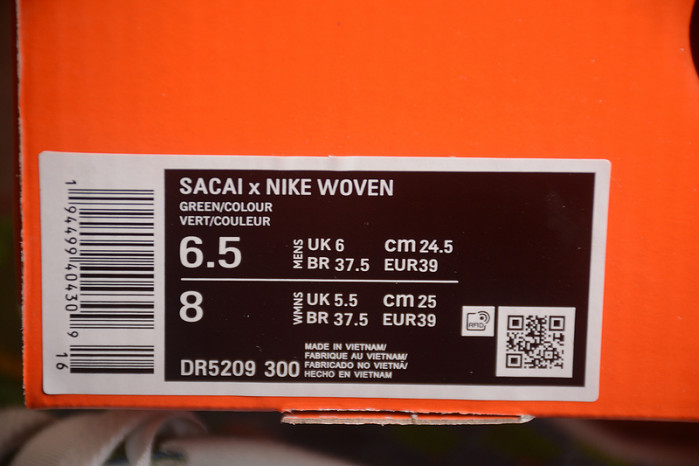 SACAI x NIKE WOVEN
GREEN/COLOUR
VERT/COULEUR
6.5 MENS UK 6 cm 24.5
BR 37.5 EUR39
8 WMNS UK 5.5 cm 25
BR 37.5 EUR39
RFID
DR5209 300
MADE IN VIETNAM/
FABRIQUE AU VIETNAM/
FABRICADO NO VIETNÃ/
HECHO EN VIETNAM
1 94499 40430 9
16